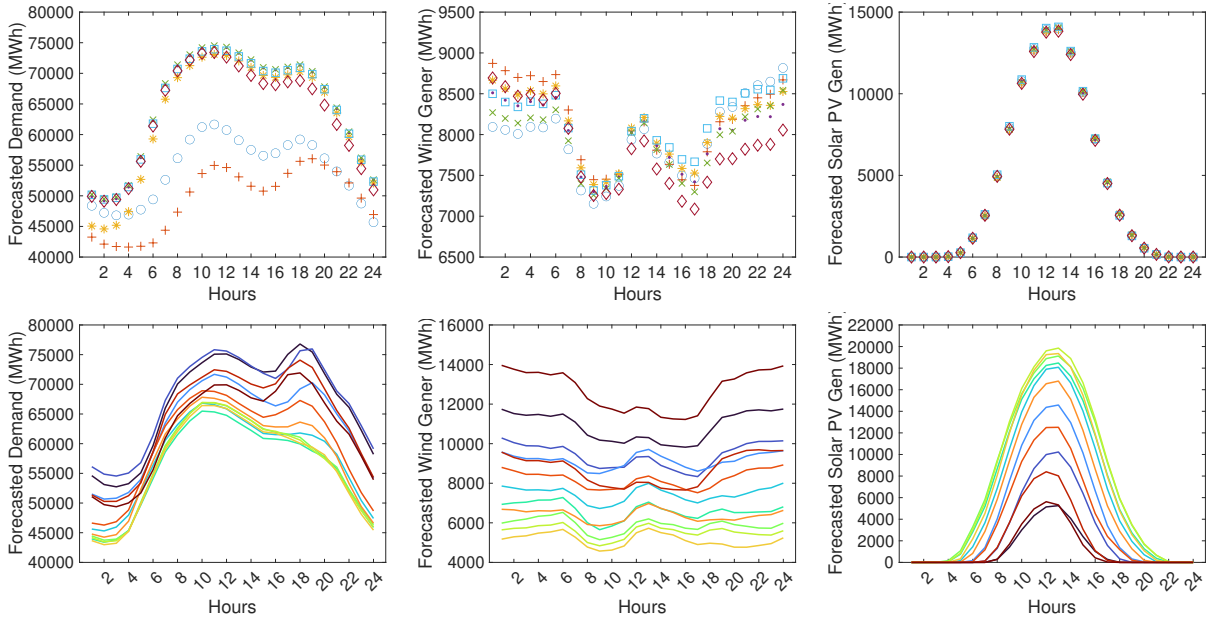 Forecasted Demand (MWh)
80000
75000
70000
65000
60000
55000
50000
45000
40000
2 4 6 8 10 12 14 16 18 20 22 24
Hours
Forecasted Wind Gener (MWh)
9500
9000
8500
8000
7500
7000
6500
2 4 6 8 10 12 14 16 18 20 22 24
Hours
Forecasted Solar PV Gen (MWh)
15000
10000
5000
0
2 4 6 8 10 12 14 16 18 20 22 24
Hours
Forecasted Demand (MWh)
80000
75000
70000
65000
60000
55000
50000
45000
40000
2 4 6 8 10 12 14 16 18 20 22 24
Hours
Forecasted Wind Gener (MWh)
16000
14000
12000
10000
8000
6000
4000
2 4 6 8 10 12 14 16 18 20 22 24
Hours
Forecasted Solar PV Gen (MWh)
22000
20000
18000
16000
14000
12000
10000
8000
6000
4000
2000
0
2 4 6 8 10 12 14 16 18 20 22 24
Hours